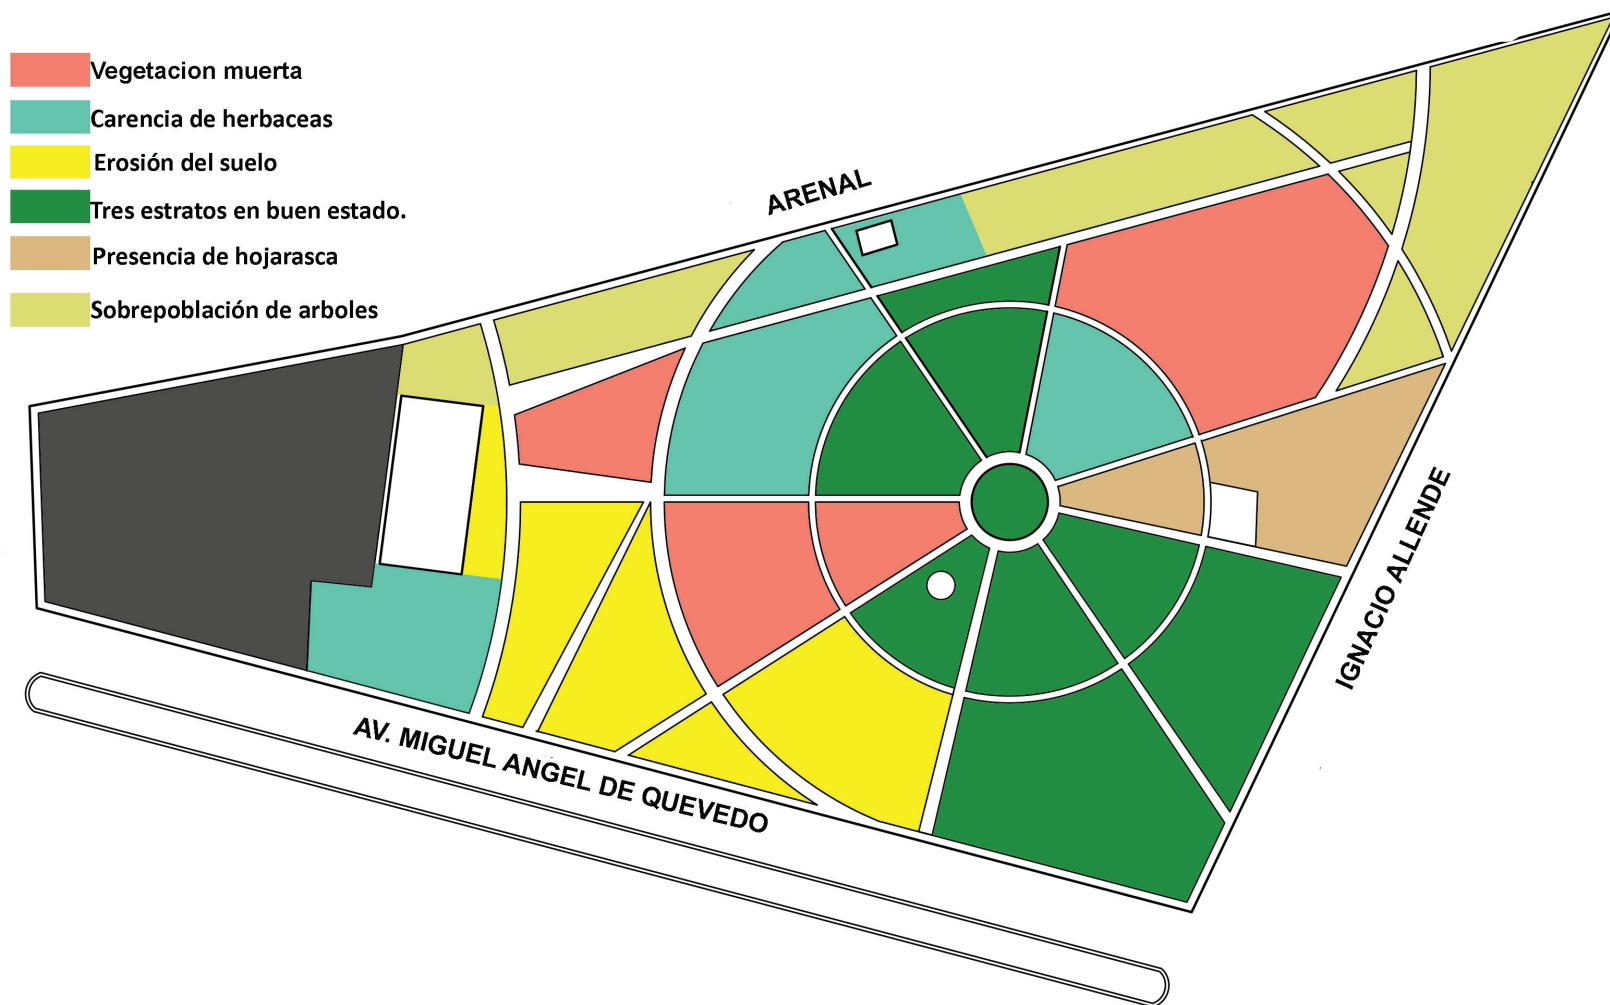 Vegetacion muerta
Carencia de herbaceas
Erosión del suelo
Tres estratos en buen estado.
Presencia de hojarasca
Sobrepoblación de arboles
ARENAL
IGNACIO ALLENDE
AV. MIGUEL ANGEL DE QUEVEDO